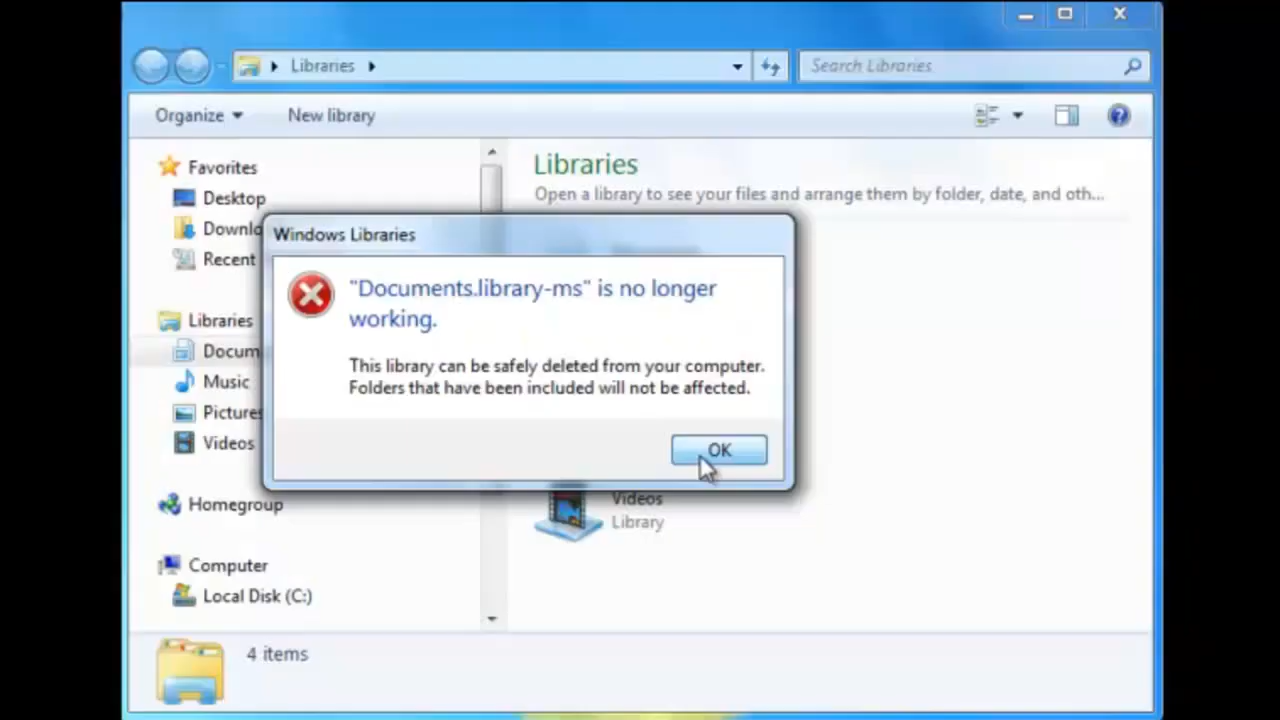 Libraries
Search Libraries
Organize
New library
Favorites
Desktop
Downlo
Recent
Libraries
Docum
Music
Pictures
Videos
Homegroup
Computer
Local Disk (C:)
Libraries
Open a library to see your files and arrange them by folder, date, and oth...
Windows Libraries
"Documents.library-ms" is no longer
working.
This library can be safely deleted from your computer.
Folders that have been included will not be affected.
OK
Videos
Library
4 items